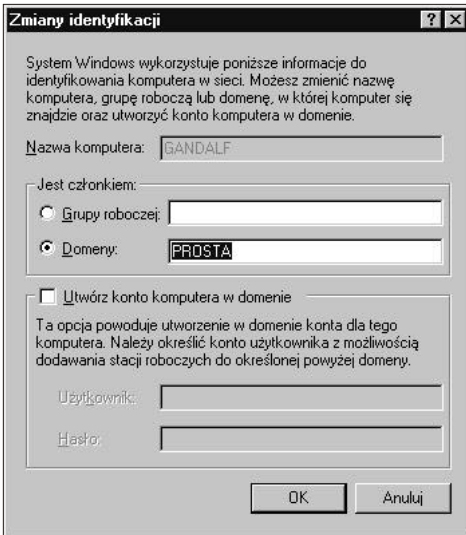 Zmiany identyfikacji ? X
System Windows wykorzystuje poniższe informacje do
identyfikowania komputera w sieci. Możesz zmienić nazwę
komputera, grupę roboczą lub domenę, w której komputer się
znajdzie oraz utworzyć konto komputera w domenie.
Nazwa komputera: GANDALF
Jest członkiem:
Grupy roboczej:
Domeny: PROSTA
Utwórz konto komputera w domenie
Ta opcja powoduje utworzenie w domenie konta dla tego
komputera. Należy określić konto użytkownika z możliwością
dodawania stacji roboczych do określonej powyżej domeny.
Użytkownik:
Hasło:
OK Anuluj